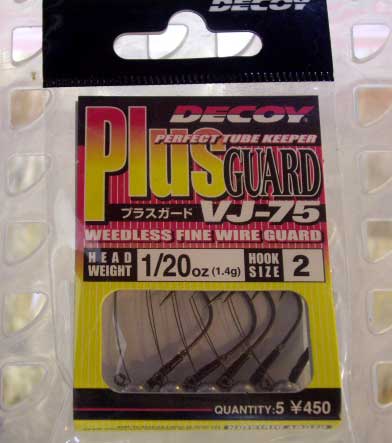 DECOY
DECOY
PERFECT TUBE KEEPER
Plus GUARD
プラスガード VJ-75
WEEDLESS FINE WIRE GUARD
HEAD WEIGHT 1/20oz (1.4g) HOOK SIZE 2
QUANTITY:5 ¥450